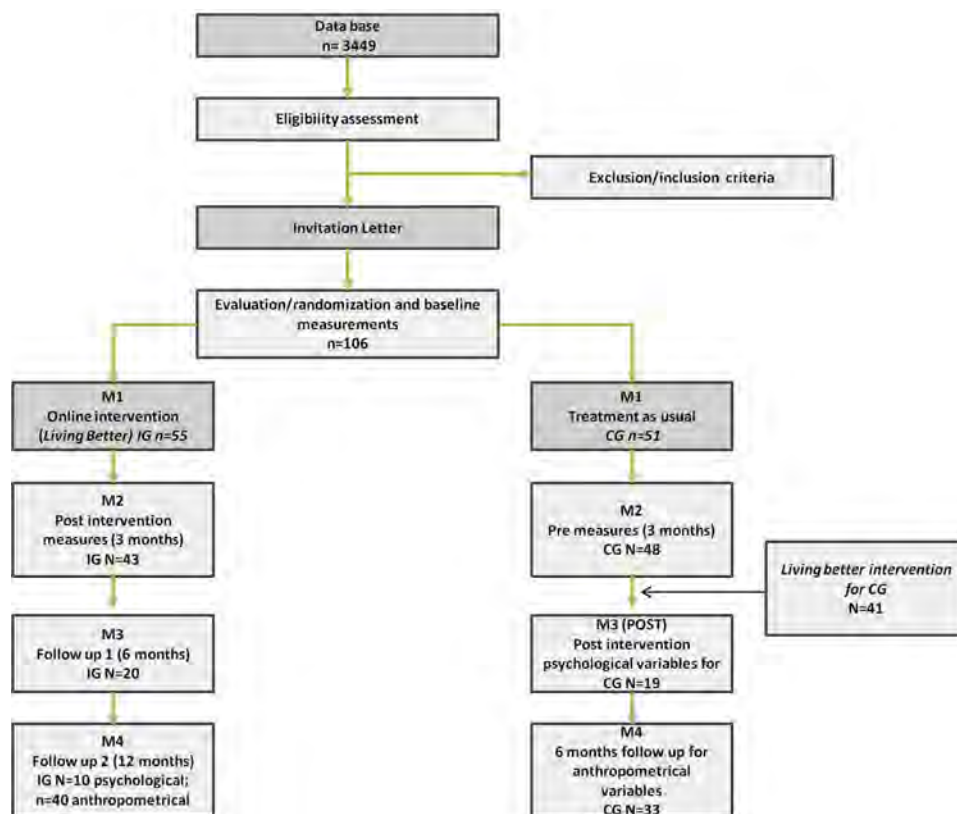 Data base
n= 3449
Eligibility assessment
Exclusion/inclusion criteria
Invitation Letter
Evaluation/randomization and baseline
measurements
n=106
M1
Online intervention
(Living Better) IG n=55
M1
Treatment as usual
CG n=51
M2
Post intervention
measures (3 months)
IG N=43
M2
Pre measures (3 months)
CG N=48
Living better intervention
for CG
N=41
M3
Follow up 1 (6 months)
IG N=20
M3 (POST)
Post intervention
psychological variables for
CG N=19
M4
Follow up 2 (12 months)
IG N=10 psychological;
n=40 anthropometrical
M4
6 months follow up for
anthropometrical
variables
CG N=33